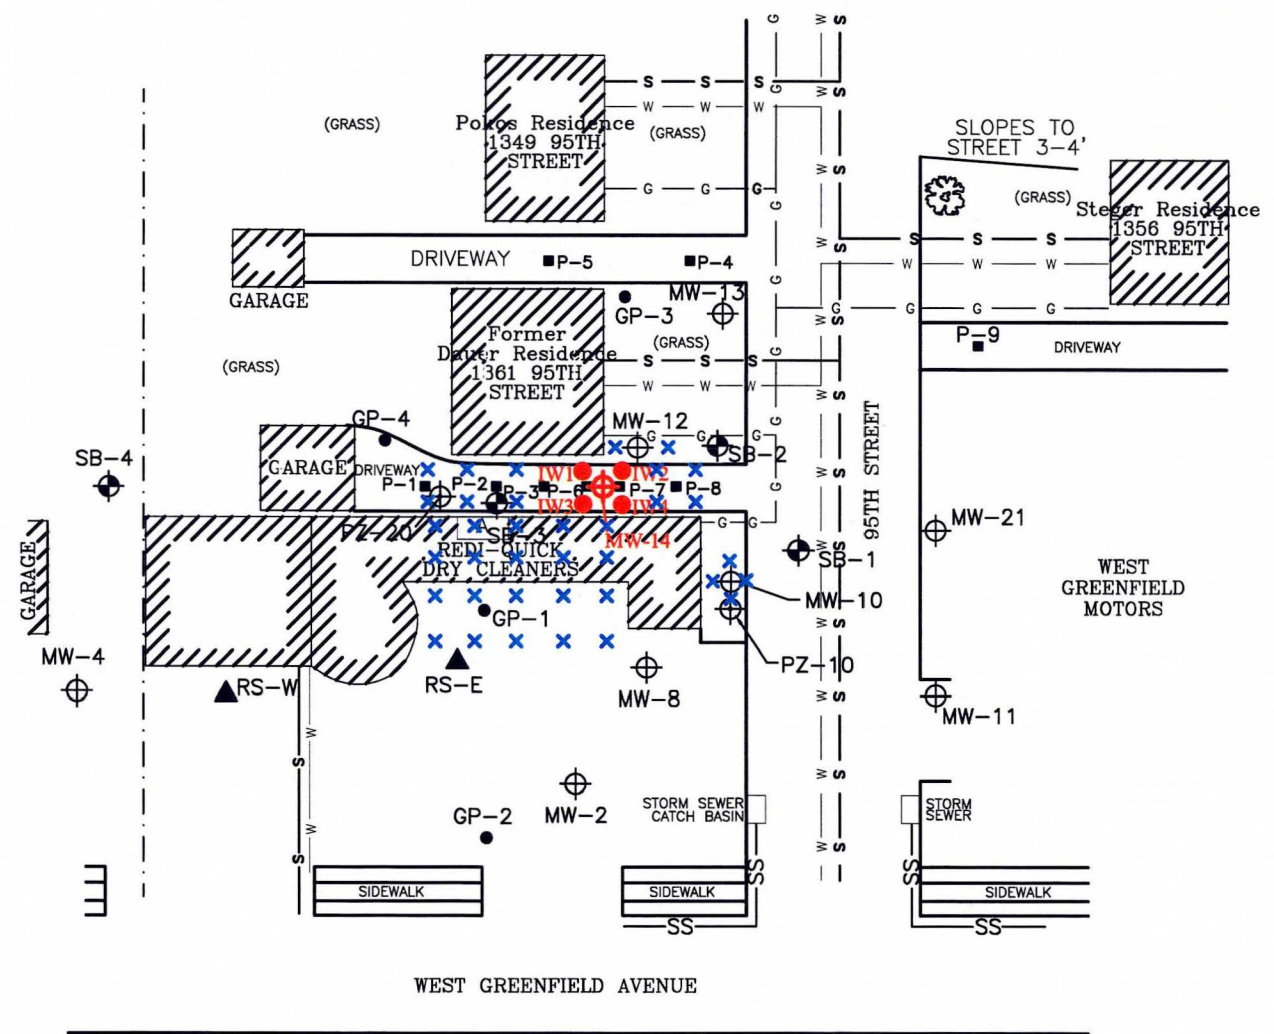 G
W
S
S
S
S
S
W
W
W
W
S
G
(GRASS)
Pokos Residence
1349 95TH
STREET
(GRASS)
SLOPES TO
STREET 3-4'
W
S
G
G
G
(GRASS)
Steger Residence
1356 95TH
STREET
G
W
S
S
S
S
W
W
W
DRIVEWAY
P-5
P-4
G
GARAGE
MW-13
GP-3
G
G
G
G
W
S
P-9
DRIVEWAY
Former
Dauer Residence
1361 95TH
STREET
(GRASS)
G
(GRASS)
S
S
S
W
W
W
W
S
GP-4
MW-12
G
G
G
SB-2
SB-4
GARAGE
DRIVEWAY
P-1
P-2
P-3
P-6
P-7
P-8
IW1
IW2
IW3
IW4
MW-14
95TH STREET
G
W
S
PZ-20
SB-3
G
G
MW-21
GARAGE
REDI-QUICK
DRY CLEANERS
SB-1
W
S
WEST
GREENFIELD
MOTORS
MW-10
GP-1
W
S
MW-4
PZ-10
RS-W
RS-E
MW-8
W
S
MW-11
W
S
MW-2
W
S
GP-2
STORM SEWER
CATCH BASIN
STORM
SEWER
W
S
W
S
SS
SS
SIDEWALK
SIDEWALK
SIDEWALK
SS
SS
WEST GREENFIELD AVENUE